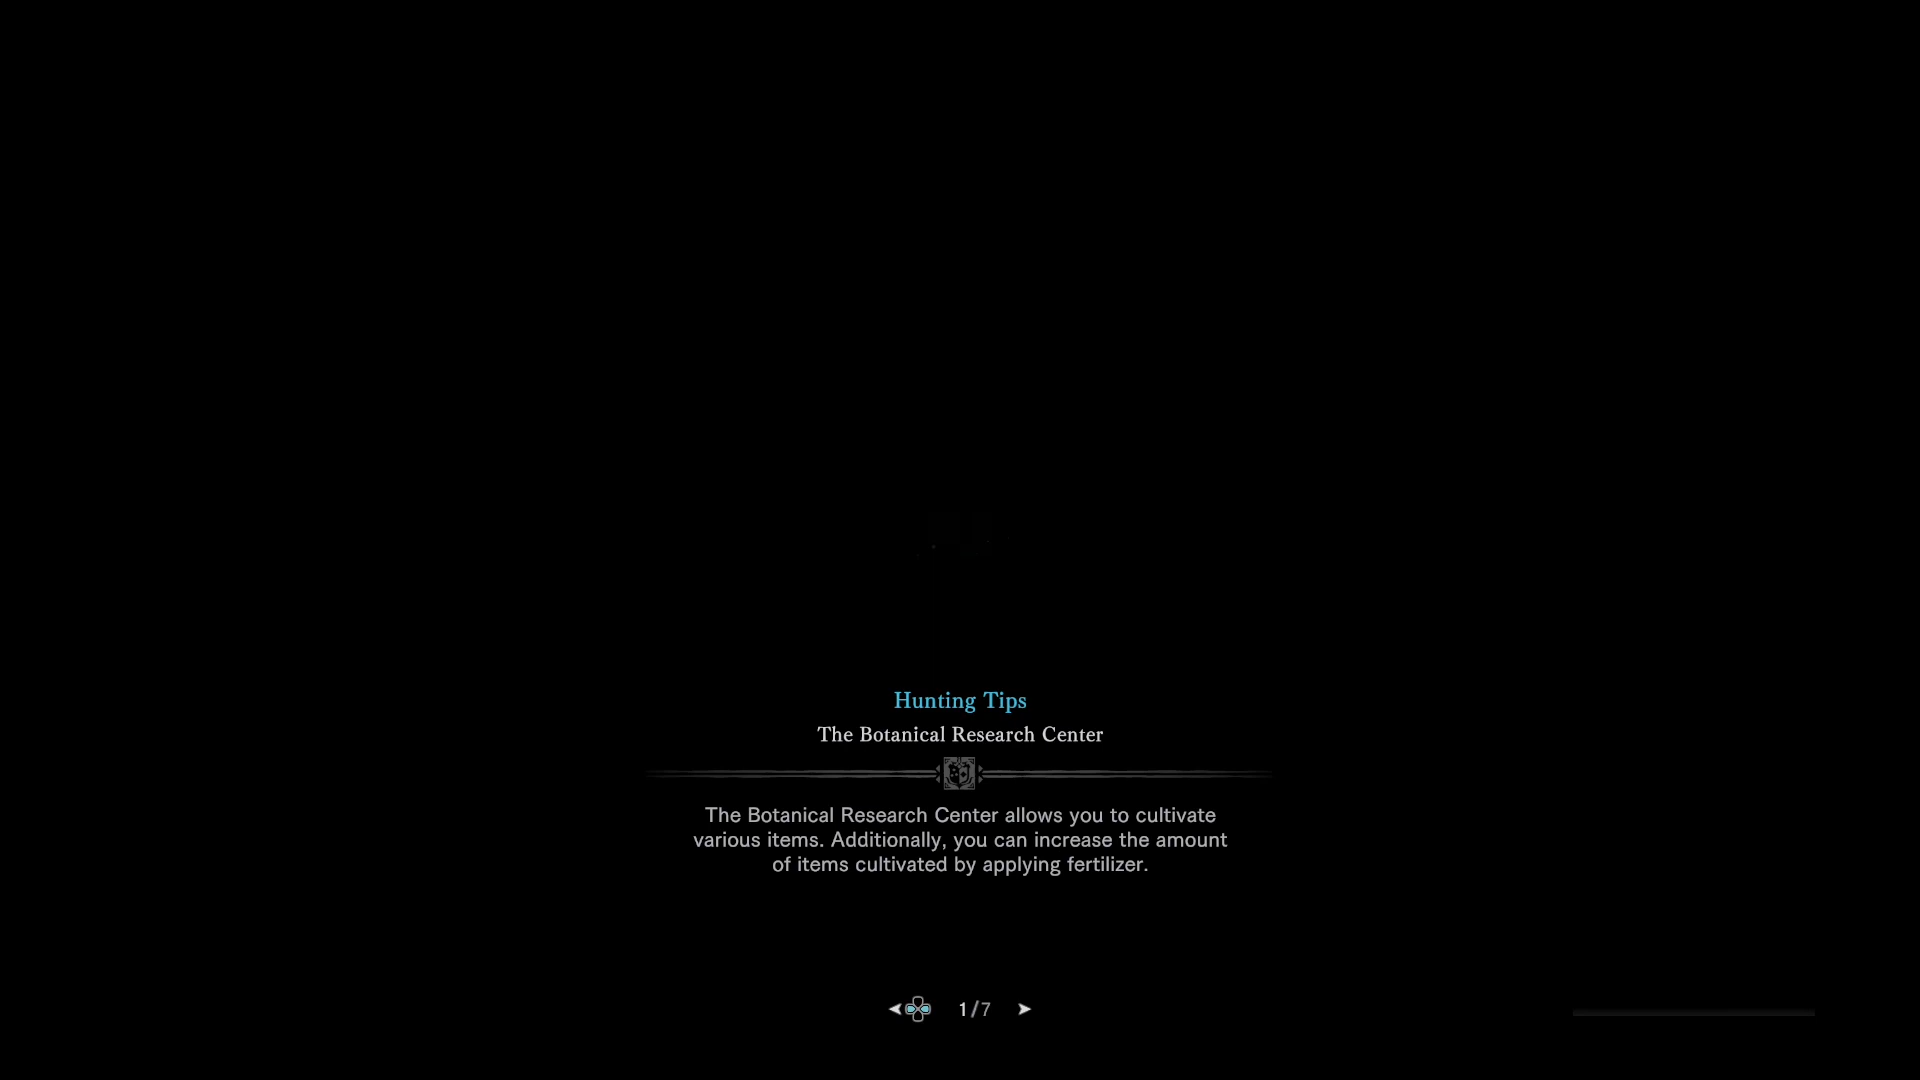 Hunting Tips
The Botanical Research Center
The Botanical Research Center allows you to cultivate
various items. Additionally, you can increase the amount
of items cultivated by applying fertilizer.
1/7